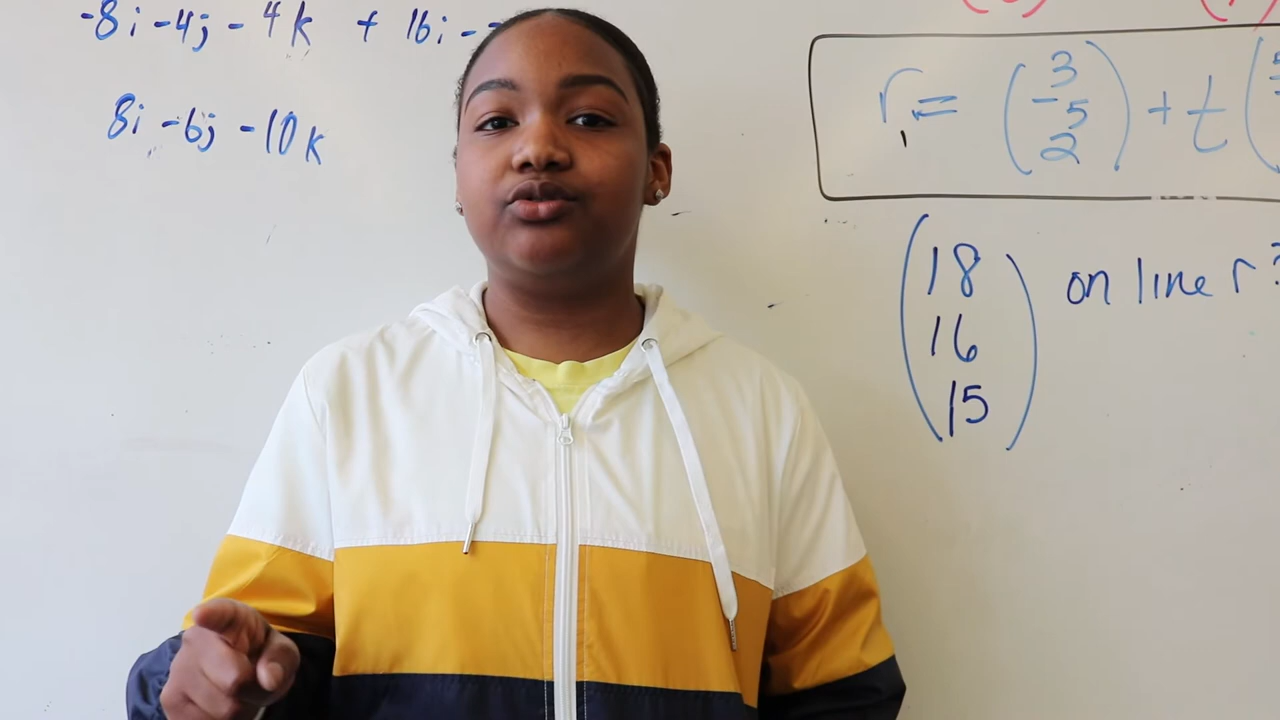 -8i -4j - 4k + 16i -
8i -6j -10k
r = ( 3 -5 2 ) + t (
( 18 16 15 ) on line r?